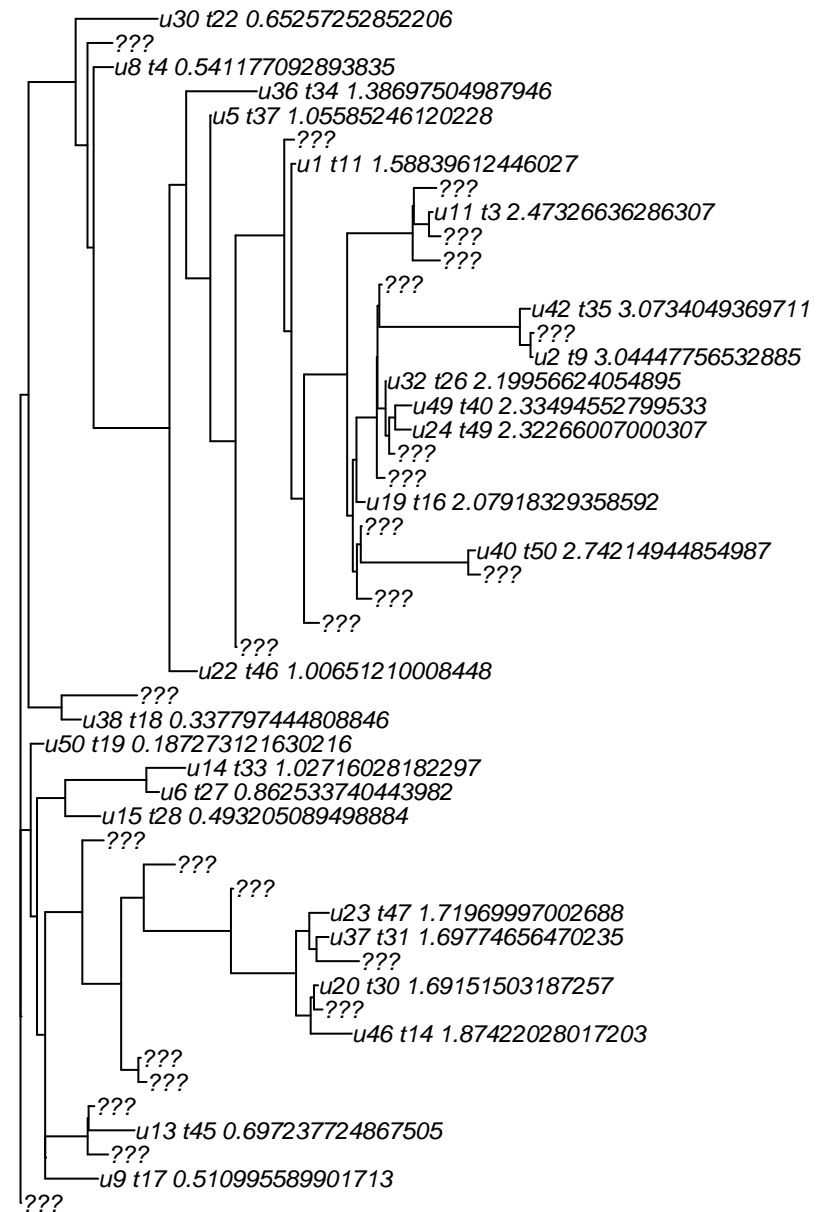 u30 t22 0.65257252852206
???
u8 t4 0.541177092893835
u36 t34 1.38697504987946
u5 t37 1.05585246120228
???
u1 t11 1.58839612446027
???
u11 t3 2.47326636286307
???
???
???
u42 t35 3.0734049369711
???
u2 t9 3.04447756532885
u32 t26 2.19956624054895
u49 t40 2.33494552799533
u24 t49 2.32266007000307
???
???
u19 t16 2.07918329358592
???
u40 t50 2.74214944854987
???
???
???
???
u22 t46 1.00651210008448
???
u38 t18 0.337797444808846
u50 t19 0.187273121630216
u14 t33 1.02716028182297
u6 t27 0.862533740443982
u15 t28 0.493205089498884
???
???
???
u23 t47 1.71969997002688
u37 t31 1.69774656470235
???
u20 t30 1.69151503187257
???
u46 t14 1.87422028017203
???
???
???
u13 t45 0.697237724867505
???
u9 t17 0.510995589901713
???